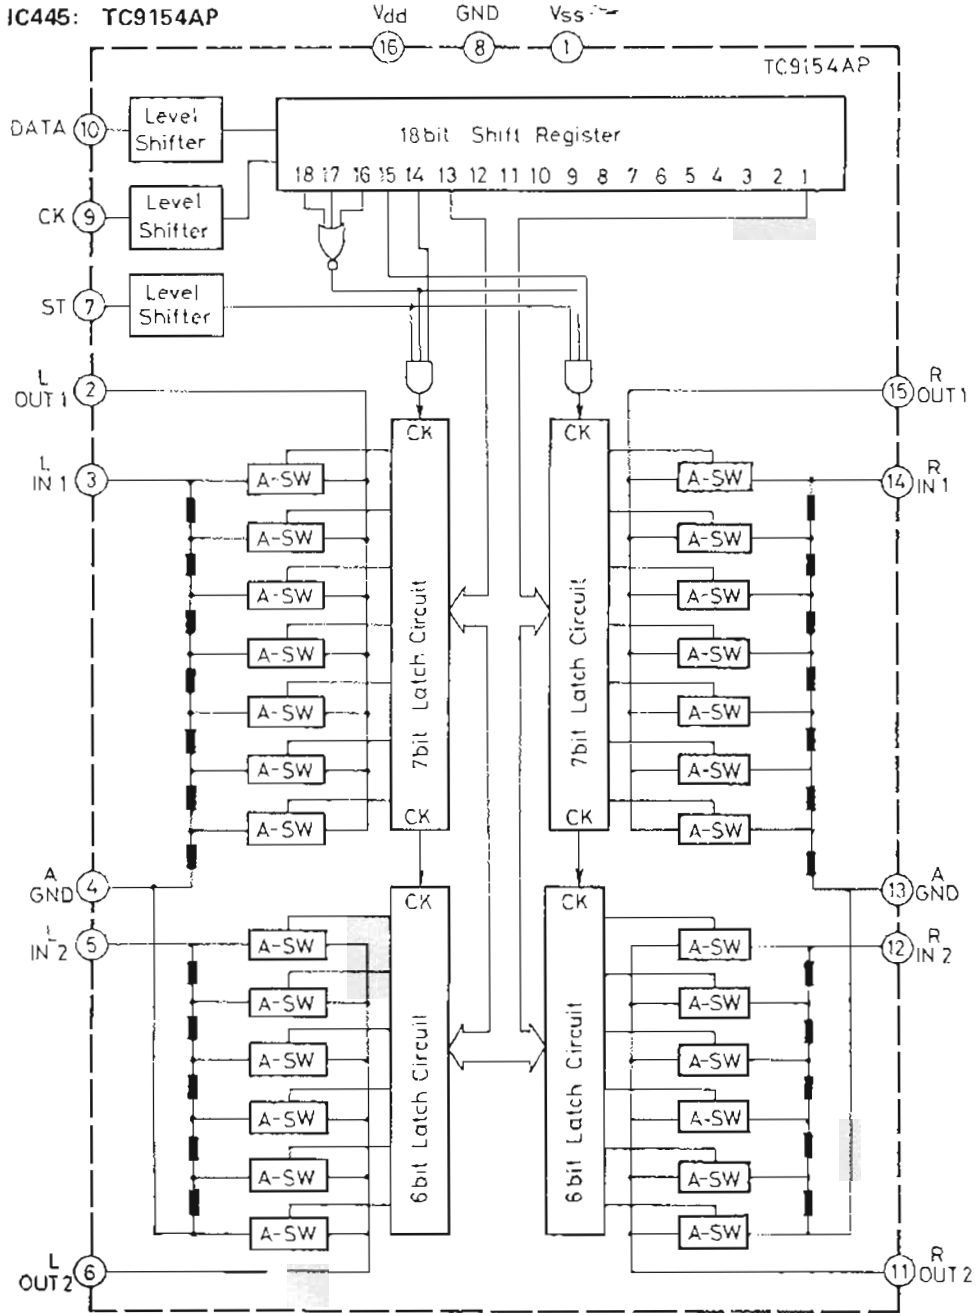 IC445: TC9154AP
Vdd GND Vss
16 8 1
TC9154AP
DATA 10 Level Shifter
18bit Shift Register
18 17 16 15 14 13 12 11 10 9 8 7 6 5 4 3 2 1
CK 9 Level Shifter
ST 7 Level Shifter
L OUT 1 2
15 R OUT 1
CK CK
L IN 1 3 A-SW
A-SW 14 R IN 1
A-SW A-SW
A-SW A-SW
A-SW A-SW
A-SW A-SW
A-SW A-SW
A-SW A-SW
7bit Latch Circuit
7bit Latch Circuit
CK CK
A GND 4
13 A GND
CK CK
L IN 2 5 A-SW
A-SW 12 R IN 2
A-SW A-SW
A-SW A-SW
A-SW A-SW
A-SW A-SW
A-SW A-SW
6bit Latch Circuit
6bit Latch Circuit
L OUT 2 6
11 R OUT 2